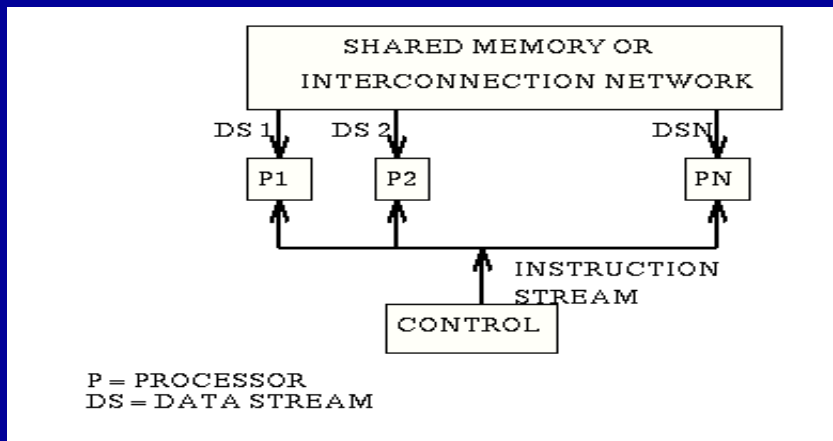 SHARED MEMORY OR
INTERCONNECTION NETWORK
DS 1
DS 2
DSN
P1
P2
PN
INSTRUCTION
STREAM
CONTROL
P = PROCESSOR
DS = DATA STREAM